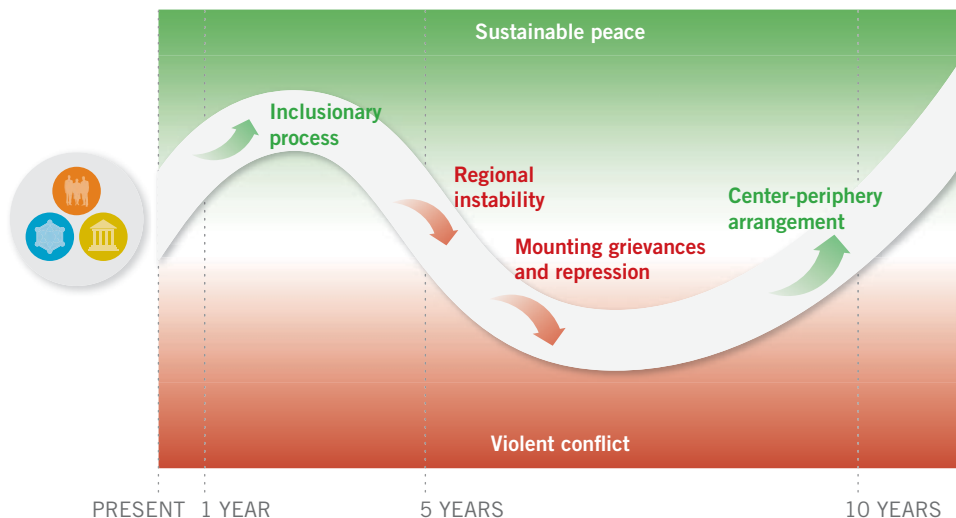 Sustainable peace
Inclusionary
process
Regional
instability
Center-periphery
arrangement
Mounting grievances
and repression
Violent conflict
PRESENT 1 YEAR 5 YEARS 10 YEARS